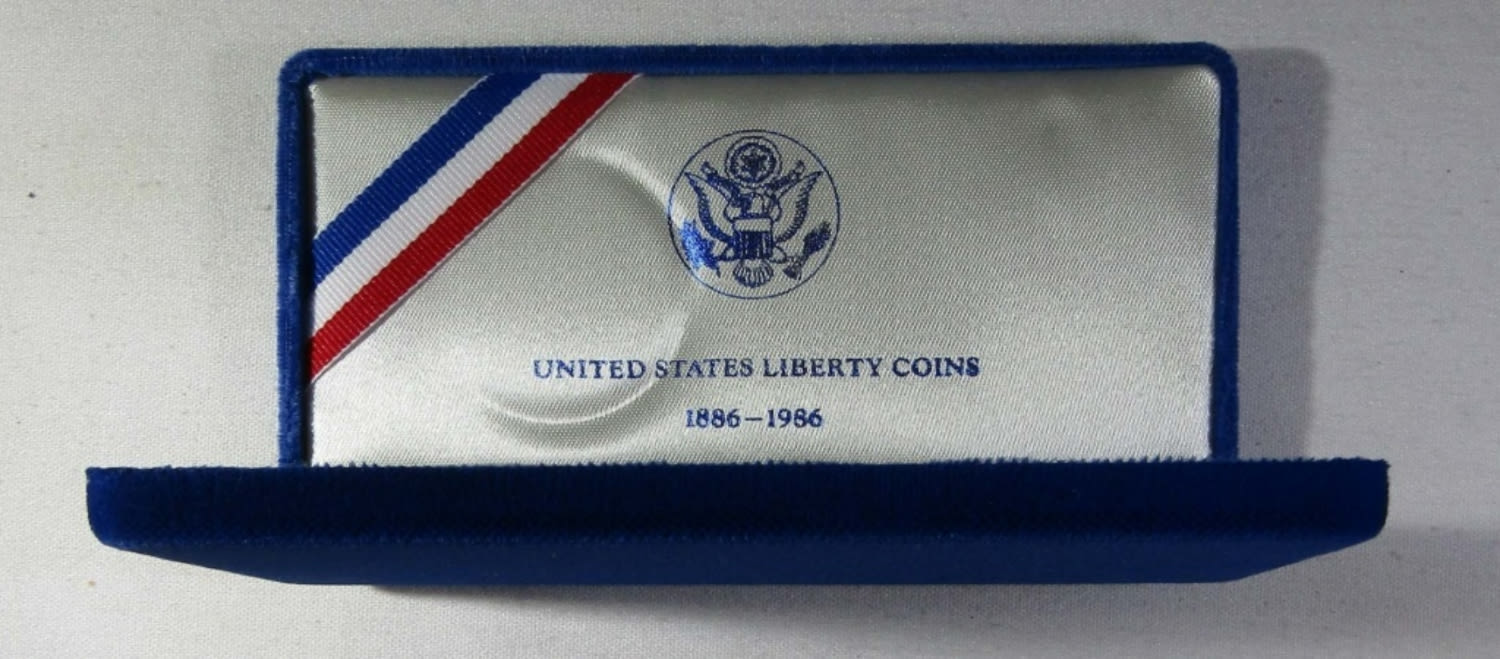 UNITED STATES LIBERTY COINS
1886–1986